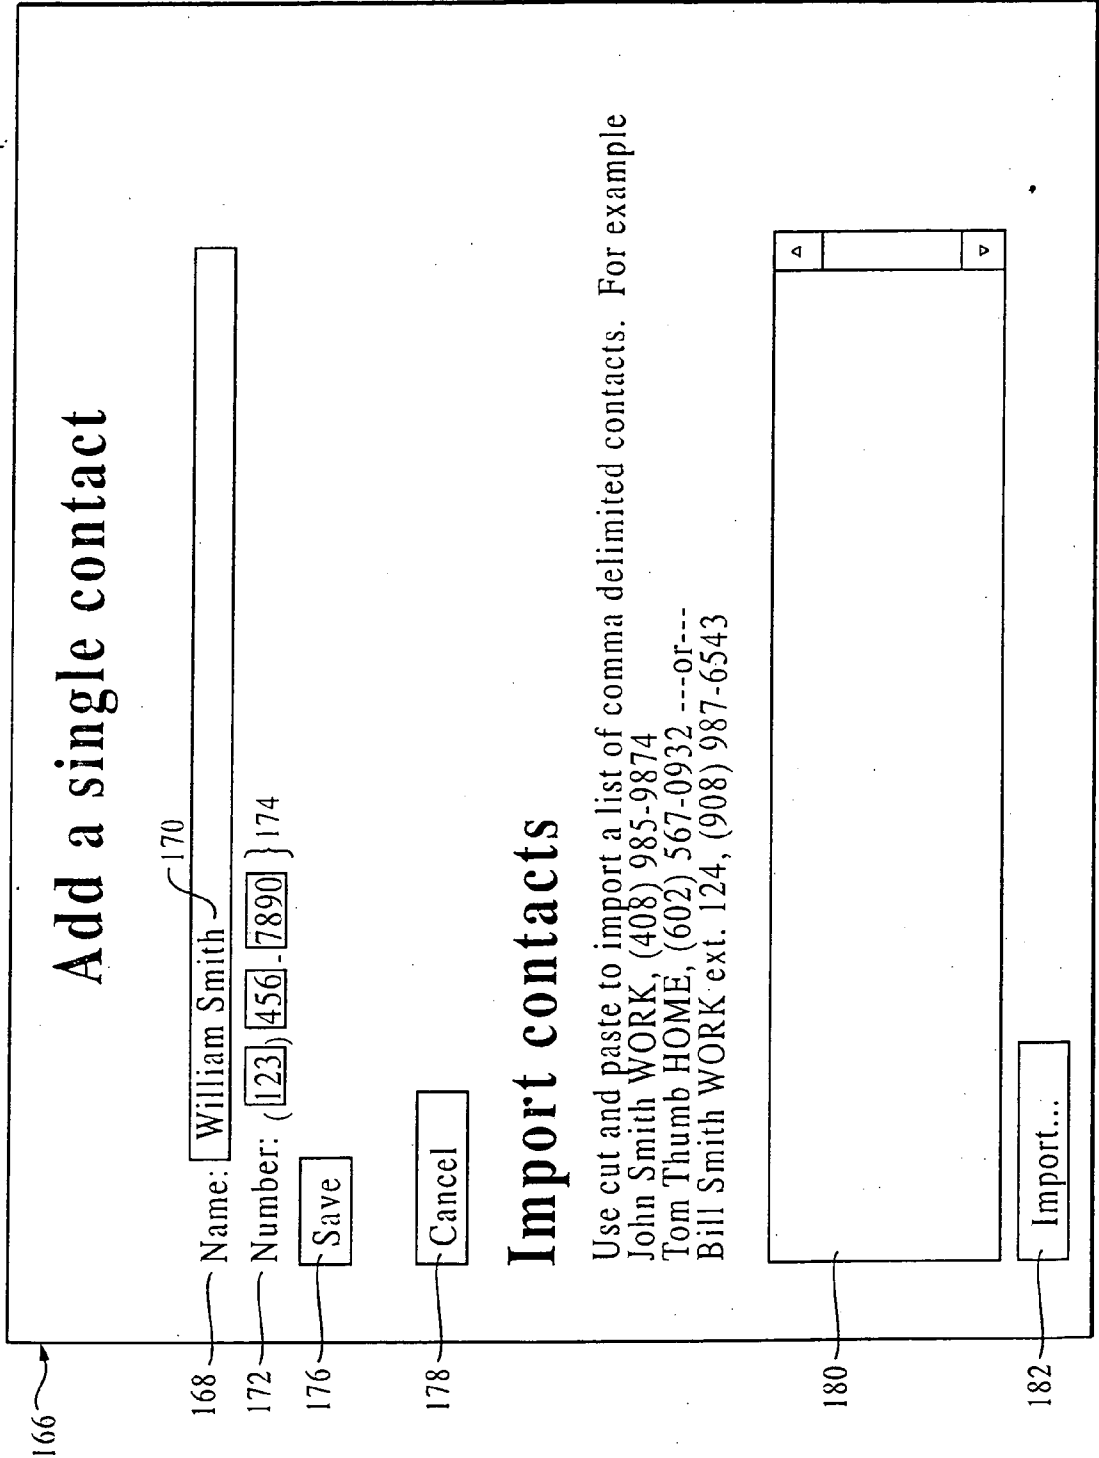 166
Add a single contact
170
168 Name: William Smith
172 Number: (123) 456-7890 } 174
176 Save
178 Cancel
Import contacts
Use cut and paste to import a list of comma delimited contacts. For example
John Smith WORK, (408) 985-9874
Tom Thumb HOME, (602) 567-0932 ---or---
Bill Smith WORK ext. 124, (908) 987-6543
180
182 Import...